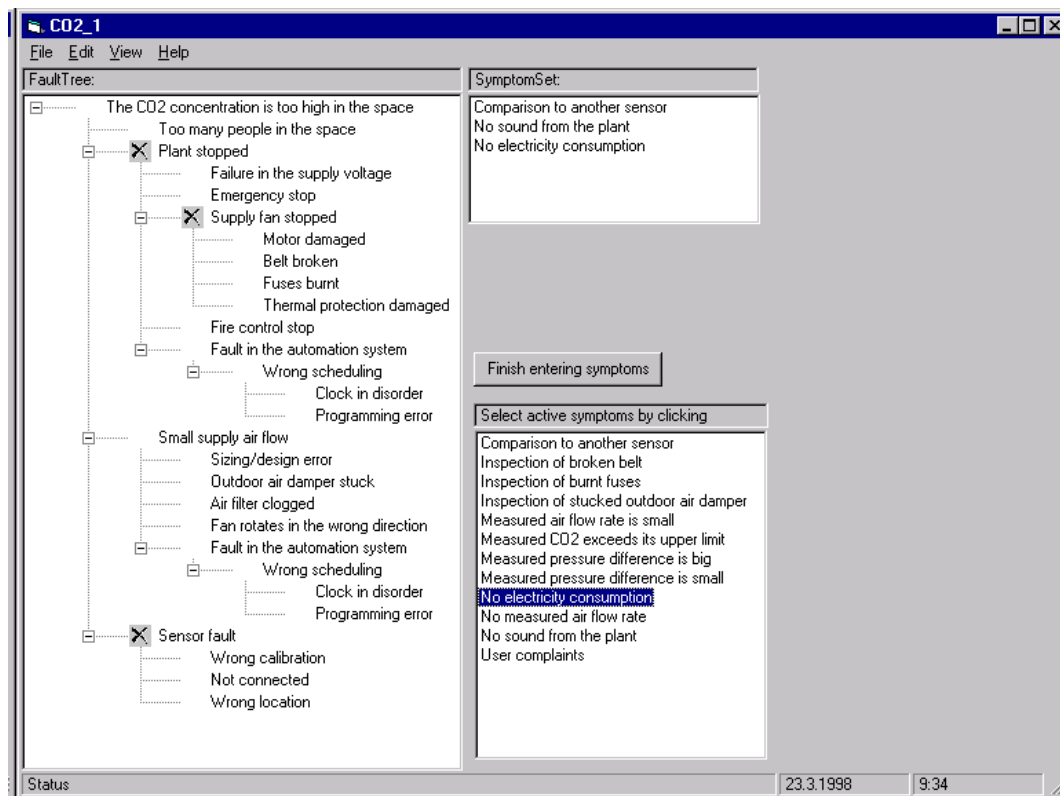 CO2_1
File Edit View Help
FaultTree:
The CO2 concentration is too high in the space
Too many people in the space
Plant stopped
Failure in the supply voltage
Emergency stop
Supply fan stopped
Motor damaged
Belt broken
Fuses burnt
Thermal protection damaged
Fire control stop
Fault in the automation system
Wrong scheduling
Clock in disorder
Programming error
Small supply air flow
Sizing/design error
Outdoor air damper stuck
Air filter clogged
Fan rotates in the wrong direction
Fault in the automation system
Wrong scheduling
Clock in disorder
Programming error
Sensor fault
Wrong calibration
Not connected
Wrong location
SymptomSet:
Comparison to another sensor
No sound from the plant
No electricity consumption
Finish entering symptoms
Select active symptoms by clicking
Comparison to another sensor
Inspection of broken belt
Inspection of burnt fuses
Inspection of stucked outdoor air damper
Measured air flow rate is small
Measured CO2 exceeds its upper limit
Measured pressure difference is big
Measured pressure difference is small
No electricity consumption
No measured air flow rate
No sound from the plant
User complaints
Status 23.3.1998 9:34